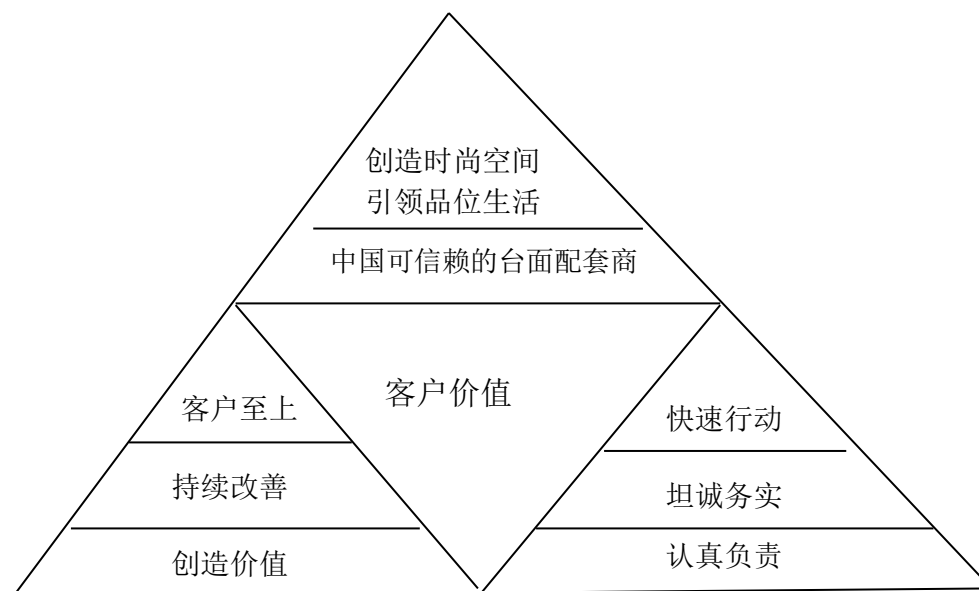 创造时尚空间
引领品位生活
中国可信赖的台面配套商
客户价值
客户至上
持续改善
创造价值
快速行动
坦诚务实
认真负责